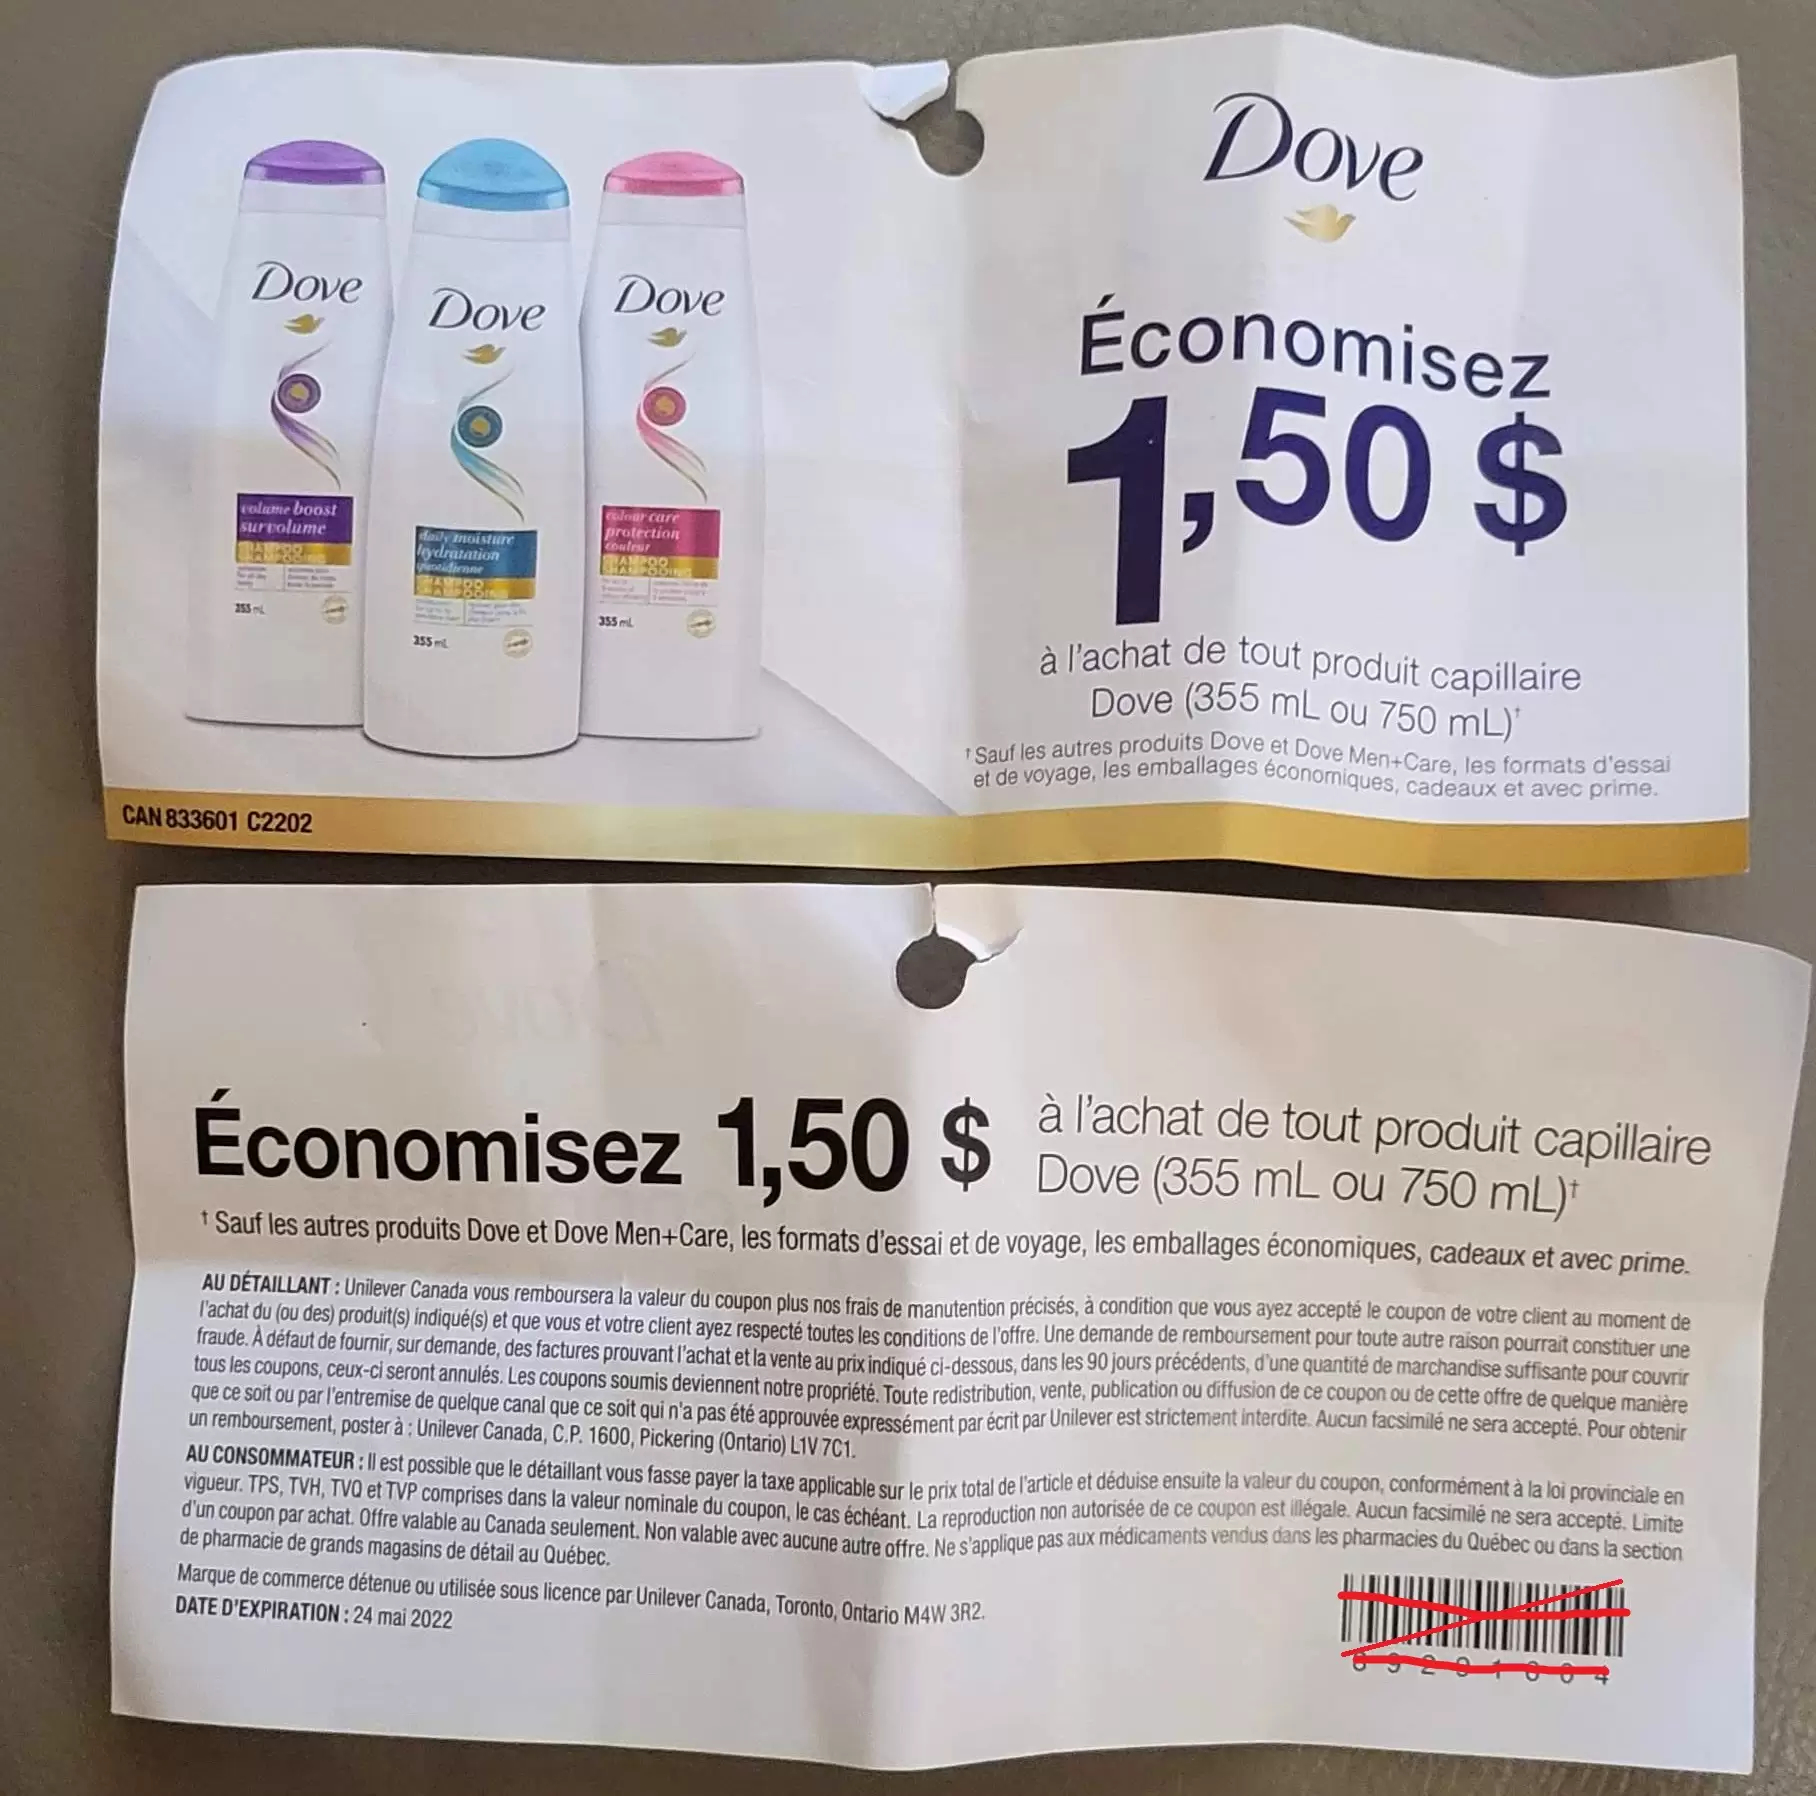 Dove
volume boost
survolume
SHAMPOO
SHAMPOOING
355 mL
Dove
daily moisture
hydratation
quotidienne
SHAMPOO
SHAMPOOING
355 mL
Dove
colour care
protection
couleur
SHAMPOO
SHAMPOOING
355 mL
CAN 833601 C2202
Dove
Économisez
1,50 $
à l'achat de tout produit capillaire
Dove (355 mL ou 750 mL)†
† Sauf les autres produits Dove et Dove Men+Care, les formats d'essai
et de voyage, les emballages économiques, cadeaux et avec prime.
Économisez 1,50 $
à l'achat de tout produit capillaire
Dove (355 mL ou 750 mL)†
† Sauf les autres produits Dove et Dove Men+Care, les formats d'essai et de voyage, les emballages économiques, cadeaux et avec prime.
AU DÉTAILLANT : Unilever Canada vous remboursera la valeur du coupon plus nos frais de manutention précisés, à condition que vous ayez accepté le coupon de votre client au moment de
l'achat du (ou des) produit(s) indiqué(s) et que vous et votre client ayez respecté toutes les conditions de l'offre. Une demande de remboursement pour toute autre raison pourrait constituer une
fraude. À défaut de fournir, sur demande, des factures prouvant l'achat et la vente au prix indiqué ci-dessous, dans les 90 jours précédents, d'une quantité de marchandise suffisante pour couvrir
tous les coupons, ceux-ci seront annulés. Les coupons soumis deviennent notre propriété. Toute redistribution, vente, publication ou diffusion de ce coupon ou de cette offre de quelque manière
que ce soit ou par l'entremise de quelque canal que ce soit qui n'a pas été approuvée expressément par écrit par Unilever est strictement interdite. Aucun facsimilé ne sera accepté. Pour obtenir
un remboursement, poster à : Unilever Canada, C.P. 1600, Pickering (Ontario) L1V 7C1.
AU CONSOMMATEUR : Il est possible que le détaillant vous fasse payer la taxe applicable sur le prix total de l'article et déduise ensuite la valeur du coupon, conformément à la loi provinciale en
vigueur. TPS, TVH, TVQ et TVP comprises dans la valeur nominale du coupon, le cas échéant. La reproduction non autorisée de ce coupon est illégale. Aucun facsimilé ne sera accepté. Limite
d'un coupon par achat. Offre valable au Canada seulement. Non valable avec aucune autre offre. Ne s'applique pas aux médicaments vendus dans les pharmacies du Québec ou dans la section
de pharmacie de grands magasins de détail au Québec.
Marque de commerce détenue ou utilisée sous licence par Unilever Canada, Toronto, Ontario M4W 3R2.
DATE D'EXPIRATION : 24 mai 2022